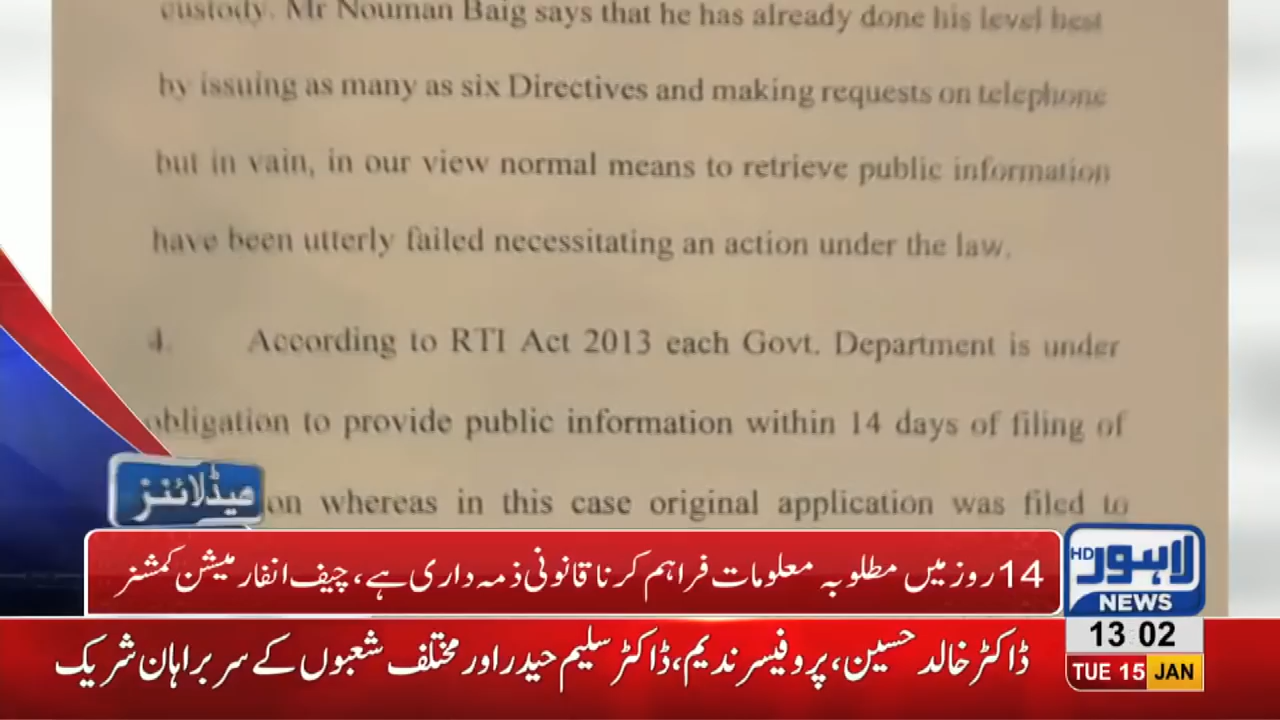 custody. Mr Nouman Baig says that he has already done his level best
by issuing as many as six Directives and making requests on telephone
but in vain, in our view normal means to retrieve public information
have been utterly failed necessitating an action under the law.
4. According to RTI Act 2013 each Govt. Department is under
obligation to provide public information within 14 days of filing of
on whereas in this case original application was filed to
ہیڈلائنز
14 روز میں مطلوبہ معلومات فراہم کرنا قانونی ذمہ داری ہے، چیف انفارمیشن کمشنر
HD لاہور
NEWS
13 02
TUE 15 JAN
ڈاکٹر خالد حسین، پروفیسر ندیم، ڈاکٹر سلیم حیدر اور مختلف شعبوں کے سربراہان شریک